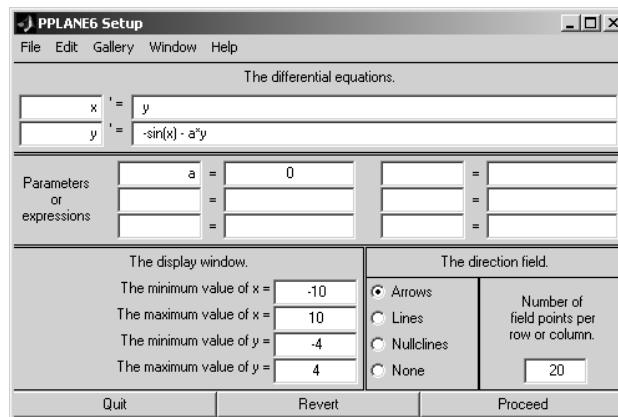 PPLANE6 Setup
File Edit Gallery Window Help
The differential equations.
x ' = y
y ' = -sin(x) - a*y
Parameters
or
expressions
a = 0 =
= =
= =
The display window.
The minimum value of x = -10
The maximum value of x = 10
The minimum value of y = -4
The maximum value of y = 4
The direction field.
Arrows
Lines
Nullclines
None
Number of
field points per
row or column.
20
Quit Revert Proceed